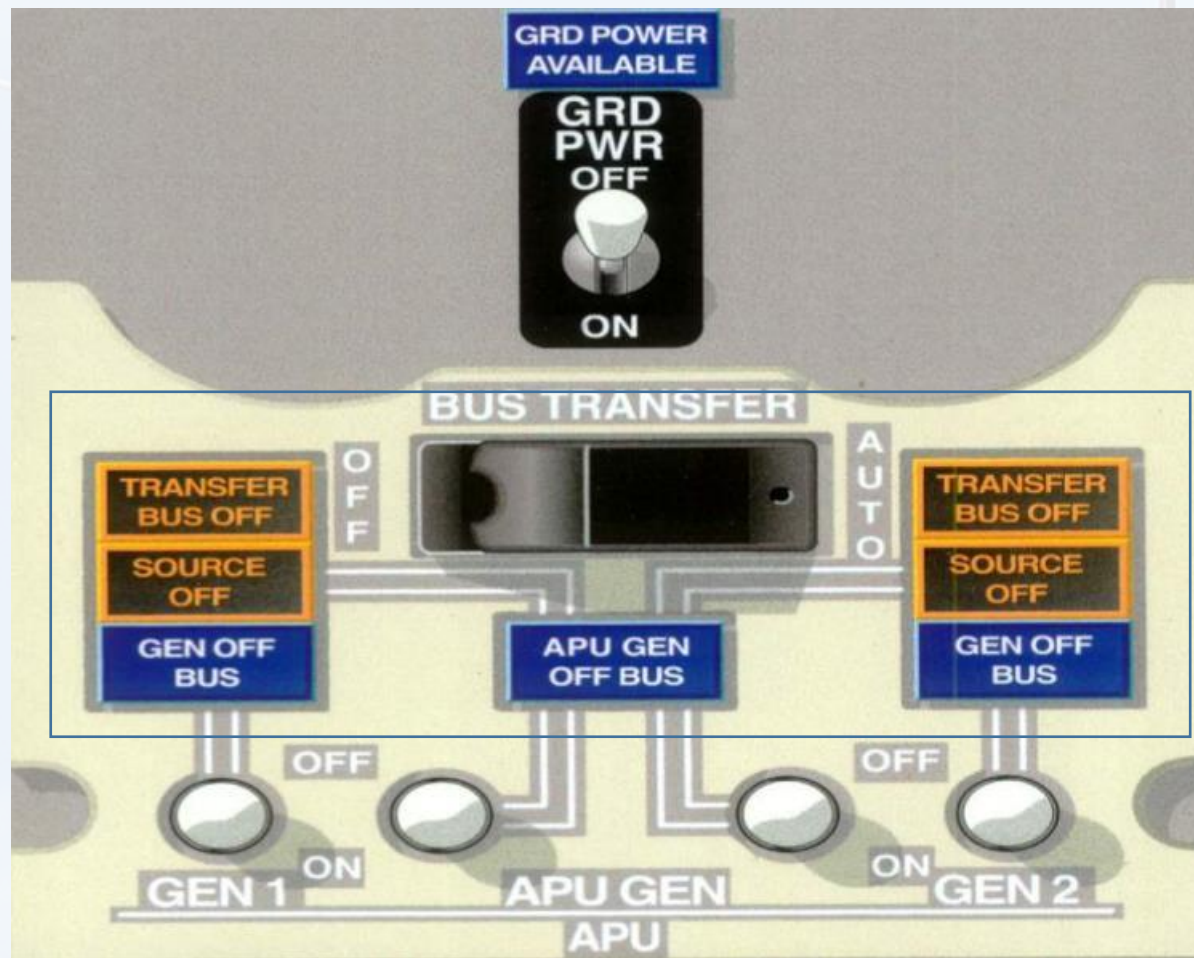 GRD POWER
AVAILABLE
GRD
PWR
OFF
ON
BUS TRANSFER
OFF
AUTO
TRANSFER
BUS OFF
SOURCE
OFF
GEN OFF
BUS
APU GEN
OFF BUS
TRANSFER
BUS OFF
SOURCE
OFF
GEN OFF
BUS
OFF
OFF
ON
ON
GEN 1
APU GEN
GEN 2
APU